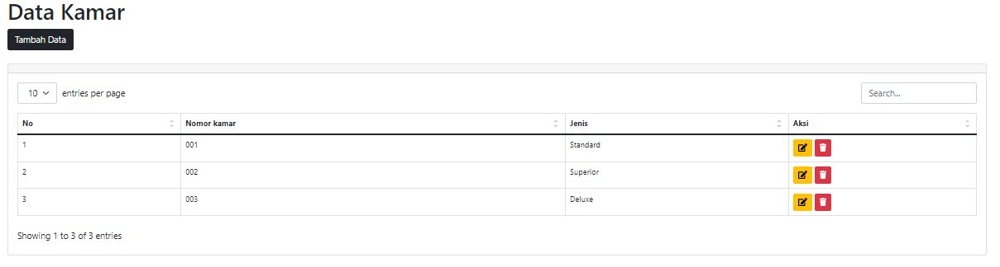 Data Kamar
Tambah Data
10 entries per page Search...
No Nomor kamar Jenis Aksi
1 001 Standard
2 002 Superior
3 003 Deluxe
Showing 1 to 3 of 3 entries